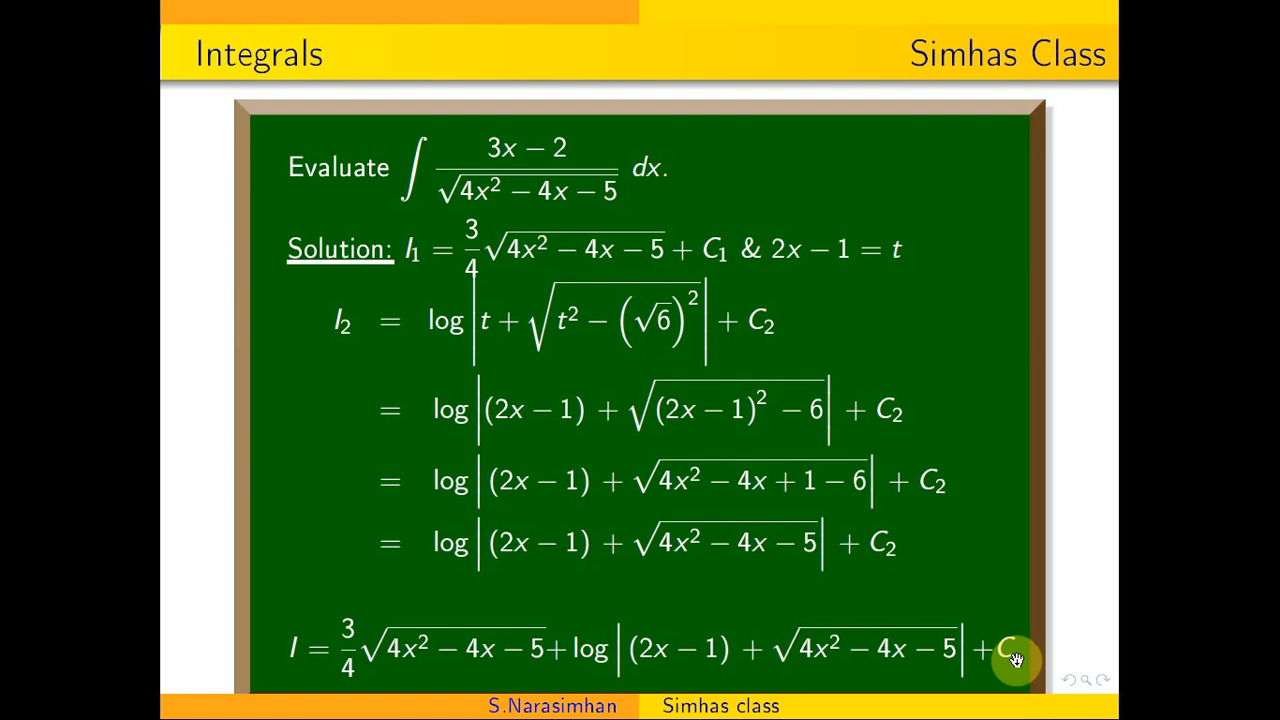 Integrals Simhas Class
Evaluate ∫ (3x − 2)/√(4x² − 4x − 5) dx.
Solution: I₁ = 3/4 √(4x² − 4x − 5) + C₁ & 2x − 1 = t
I₂ = log |t + √(t² − (√6)²)| + C₂
= log |(2x − 1) + √((2x − 1)² − 6)| + C₂
= log |(2x − 1) + √(4x² − 4x + 1 − 6)| + C₂
= log |(2x − 1) + √(4x² − 4x − 5)| + C₂
I = 3/4 √(4x² − 4x − 5) + log |(2x − 1) + √(4x² − 4x − 5)| + C
S.Narasimhan Simhas class